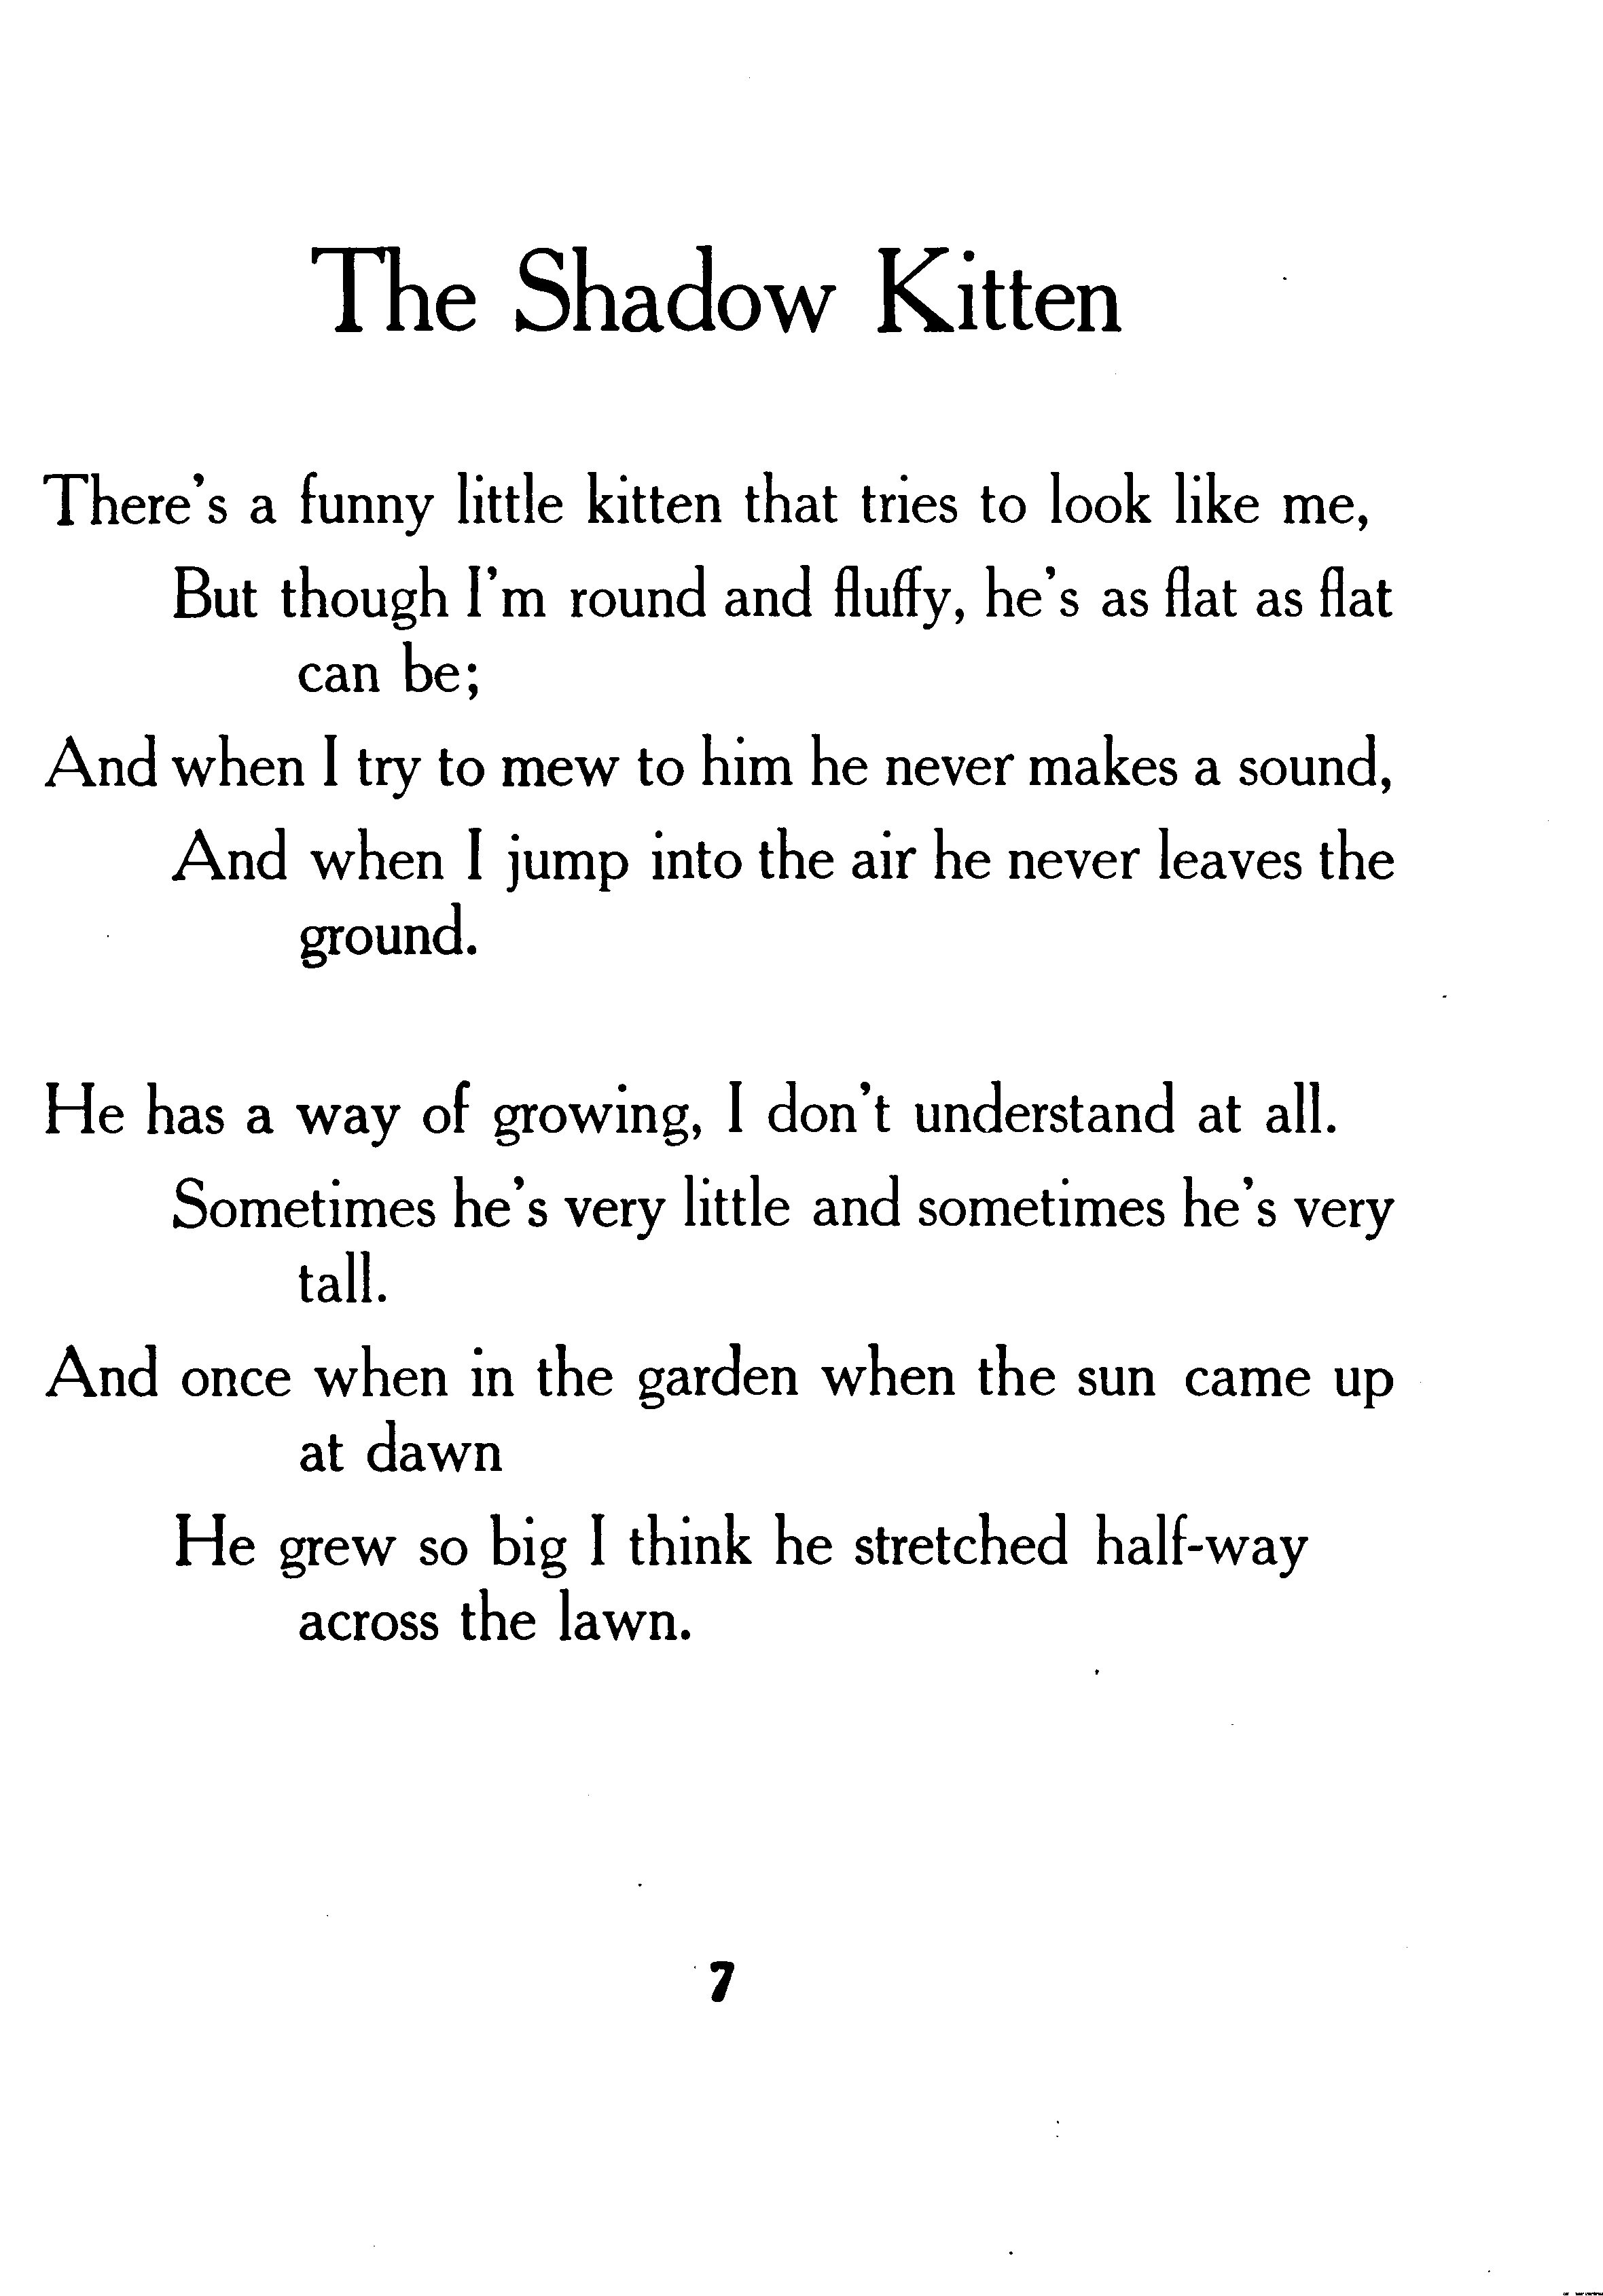 The Shadow Kitten
There's a funny little kitten that tries to look like me,
But though I'm round and fluffy, he's as flat as flat
can be;
And when I try to mew to him he never makes a sound,
And when I jump into the air he never leaves the
ground.
He has a way of growing, I don't understand at all.
Sometimes he's very little and sometimes he's very
tall.
And once when in the garden when the sun came up
at dawn
He grew so big I think he stretched half-way
across the lawn.
7